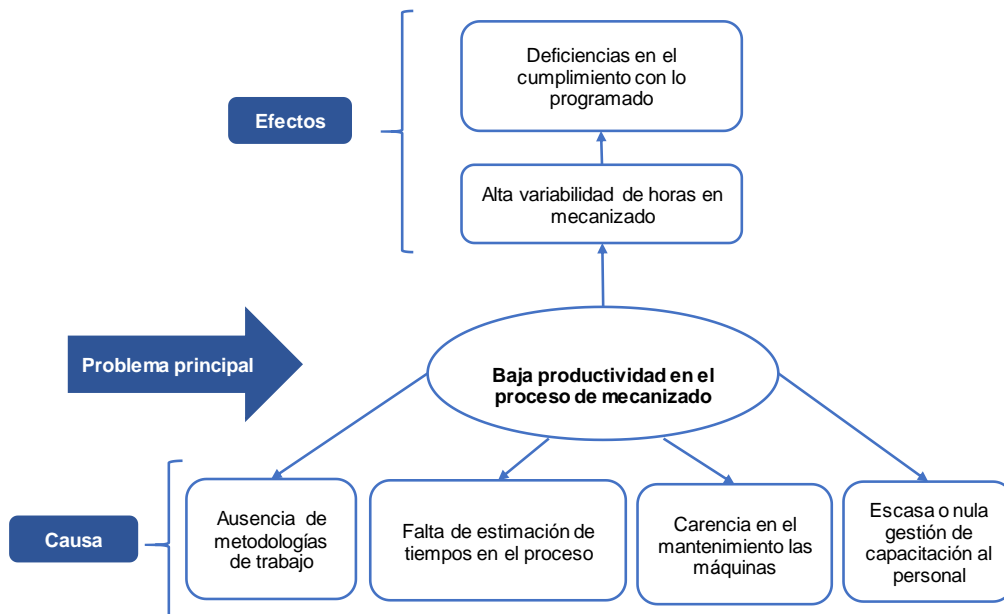 Deficiencias en el
cumplimiento con lo
programado
Efectos
Alta variabilidad de horas en
mecanizado
Problema principal
Baja productividad en el
proceso de mecanizado
Causa
Ausencia de
metodologías
de trabajo
Falta de estimación de
tiempos en el proceso
Carencia en el
mantenimiento las
máquinas
Escasa o nula
gestión de
capacitación al
personal